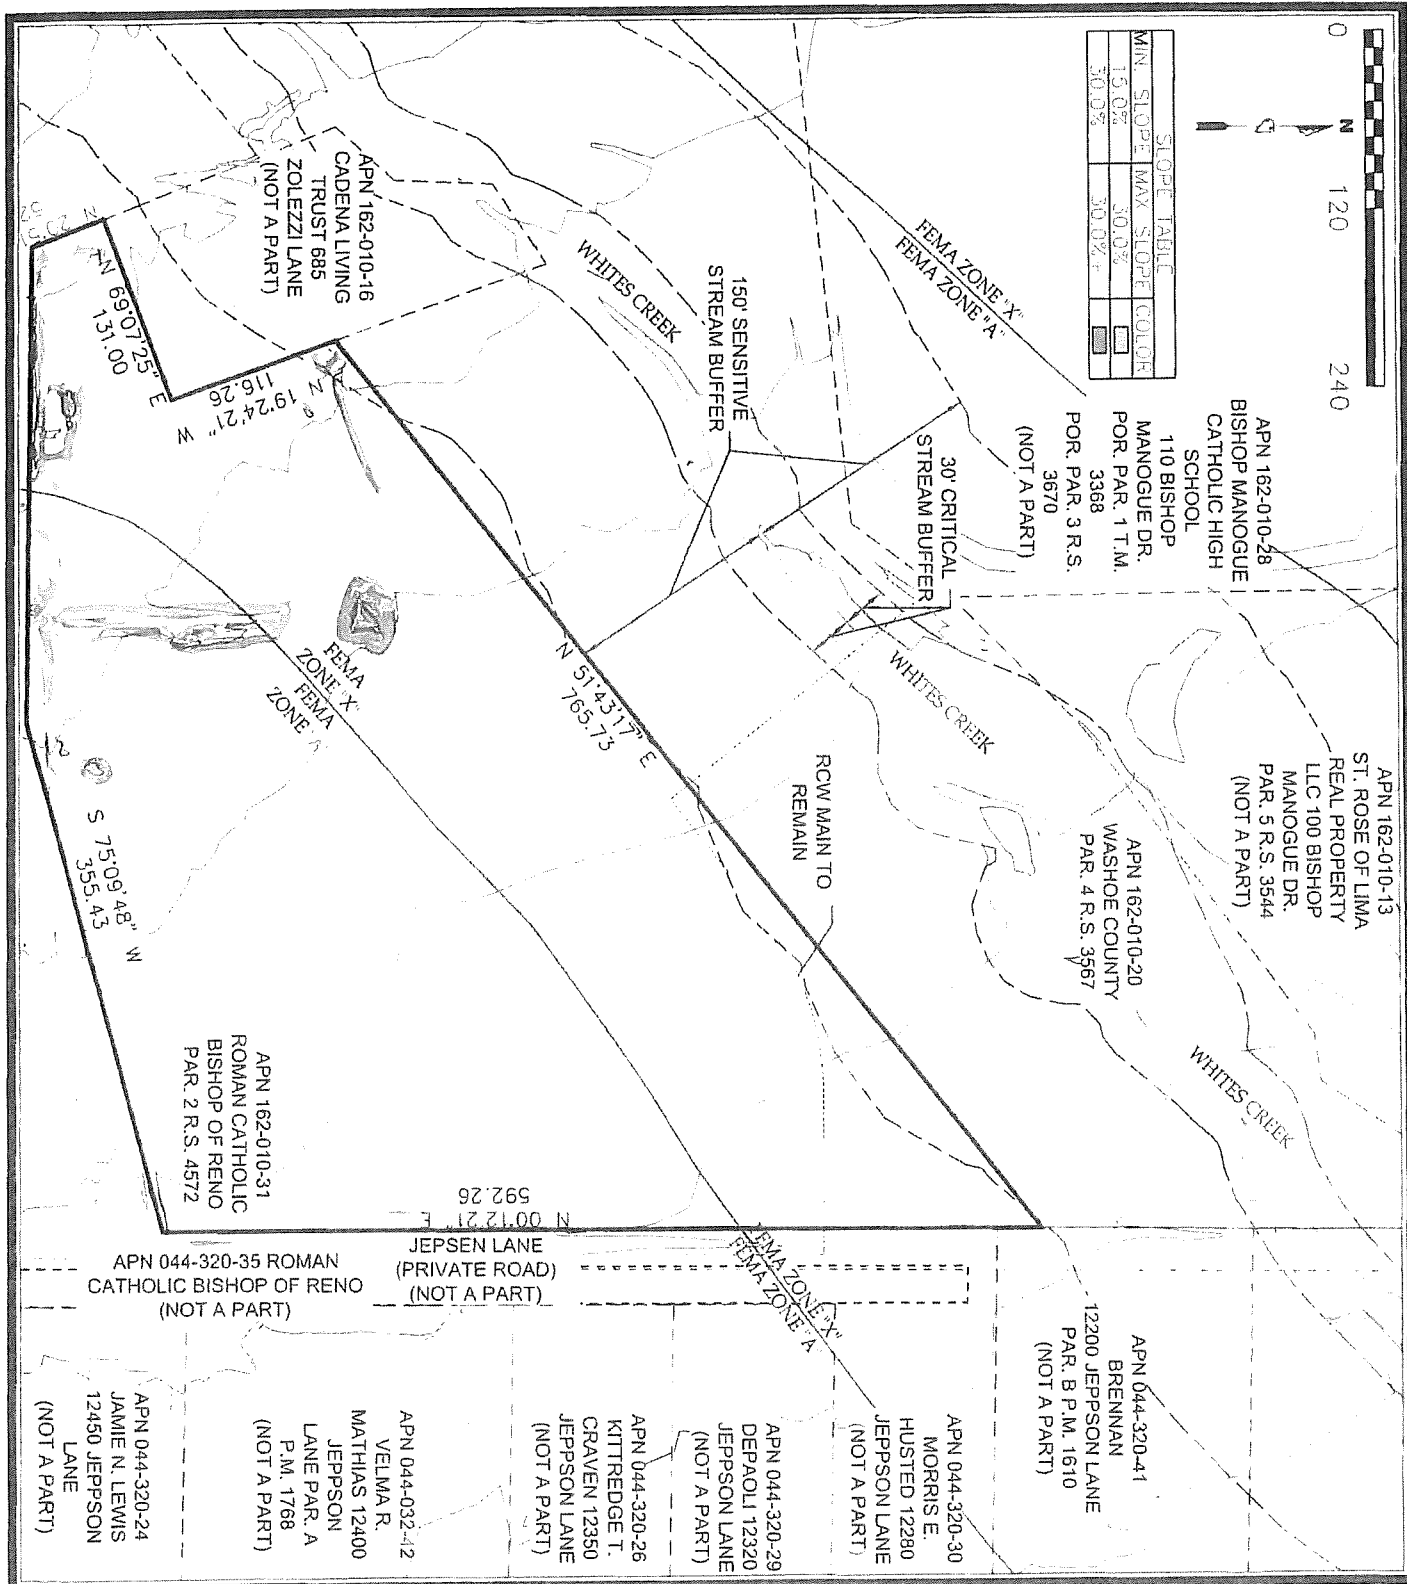 0 120 240
N
SLOPE TABLE
MIN. SLOPE MAX SLOPE COLOR
15.0% 30.0%
30.0% 30.0%+
APN 162-010-28
BISHOP MANOGUE
CATHOLIC HIGH
SCHOOL
110 BISHOP
MANOGUE DR.
POR. PAR. 1 T.M.
3368
POR. PAR. 3 R.S.
3670
(NOT A PART)
APN 162-010-13
ST. ROSE OF LIMA
REAL PROPERTY
LLC 100 BISHOP
MANOGUE DR.
PAR. 5 R.S. 3544
(NOT A PART)
FEMA ZONE "X"
FEMA ZONE "A"
APN 162-010-20
WASHOE COUNTY
PAR. 4 R.S. 3567
WHITES CREEK
WHITES CREEK
WHITES CREEK
30' CRITICAL
STREAM BUFFER
150' SENSITIVE
STREAM BUFFER
RCW MAIN TO
REMAIN
APN 162-010-16
CADENA LIVING
TRUST 685
ZOLEZZI LANE
(NOT A PART)
N 69°07'25" E
131.00
N 19°24'21" W
116.26
N 51°43'17" E
765.73
FEMA
ZONE "X"
FEMA
ZONE "A"
S 75°09'48" W
355.43
APN 162-010-31
ROMAN CATHOLIC
BISHOP OF RENO
PAR. 2 R.S. 4572
N 00°12'21" E
592.26
JEPSEN LANE
(PRIVATE ROAD)
(NOT A PART)
APN 044-320-35 ROMAN
CATHOLIC BISHOP OF RENO
(NOT A PART)
FEMA ZONE "X"
FEMA ZONE "A"
APN 044-320-41
BRENNAN
12200 JEPPSON LANE
PAR. B P.M. 1610
(NOT A PART)
APN 044-320-30
MORRIS E.
HUSTED 12280
JEPPSON LANE
(NOT A PART)
APN 044-320-29
DEPAOLI 12320
JEPPSON LANE
(NOT A PART)
APN 044-320-26
KITTREDGE T.
CRAVEN 12350
JEPPSON LANE
(NOT A PART)
APN 044-032-42
VELMA R.
MATHIAS 12400
JEPPSON
LANE PAR. A
P.M. 1768
(NOT A PART)
APN 044-320-24
JAMIE N. LEWIS
12450 JEPPSON
LANE
(NOT A PART)